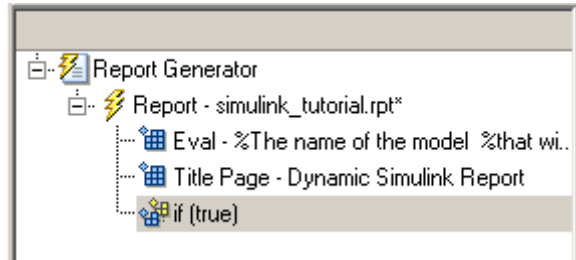 Report Generator
Report - simulink_tutorial.rpt*
Eval - %The name of the model  %that wi..
Title Page - Dynamic Simulink Report
if (true)